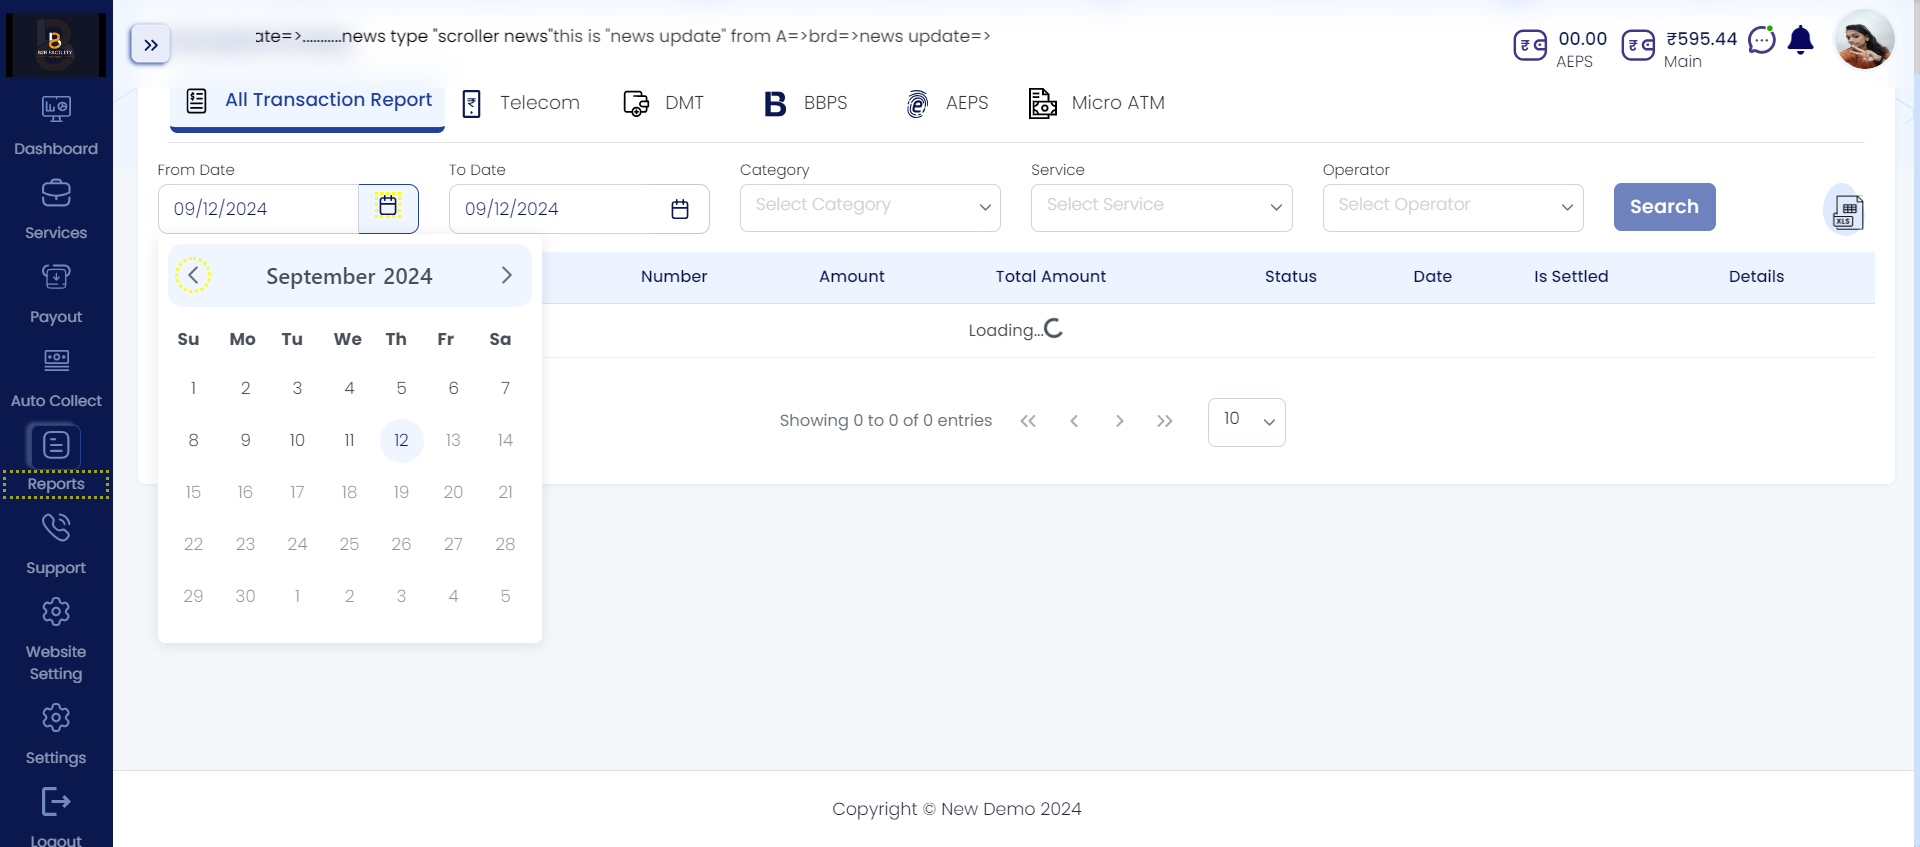 B2B FACILITY
ate=>...........news type "scroller news"this is "news update" from A=>brd=>news update=>
00.00
AEPS
₹595.44
Main
All Transaction Report
Telecom
DMT
BBPS
AEPS
Micro ATM
From Date
To Date
Category
Service
Operator
09/12/2024
09/12/2024
Select Category
Select Service
Select Operator
Search
XLS
September 2024
Number
Amount
Total Amount
Status
Date
Is Settled
Details
Loading...
Su Mo Tu We Th Fr Sa
1 2 3 4 5 6 7
8 9 10 11 12 13 14
15 16 17 18 19 20 21
22 23 24 25 26 27 28
29 30 1 2 3 4 5
Showing 0 to 0 of 0 entries
10
Dashboard
Services
Payout
Auto Collect
Reports
Support
Website
Setting
Settings
Logout
Copyright © New Demo 2024